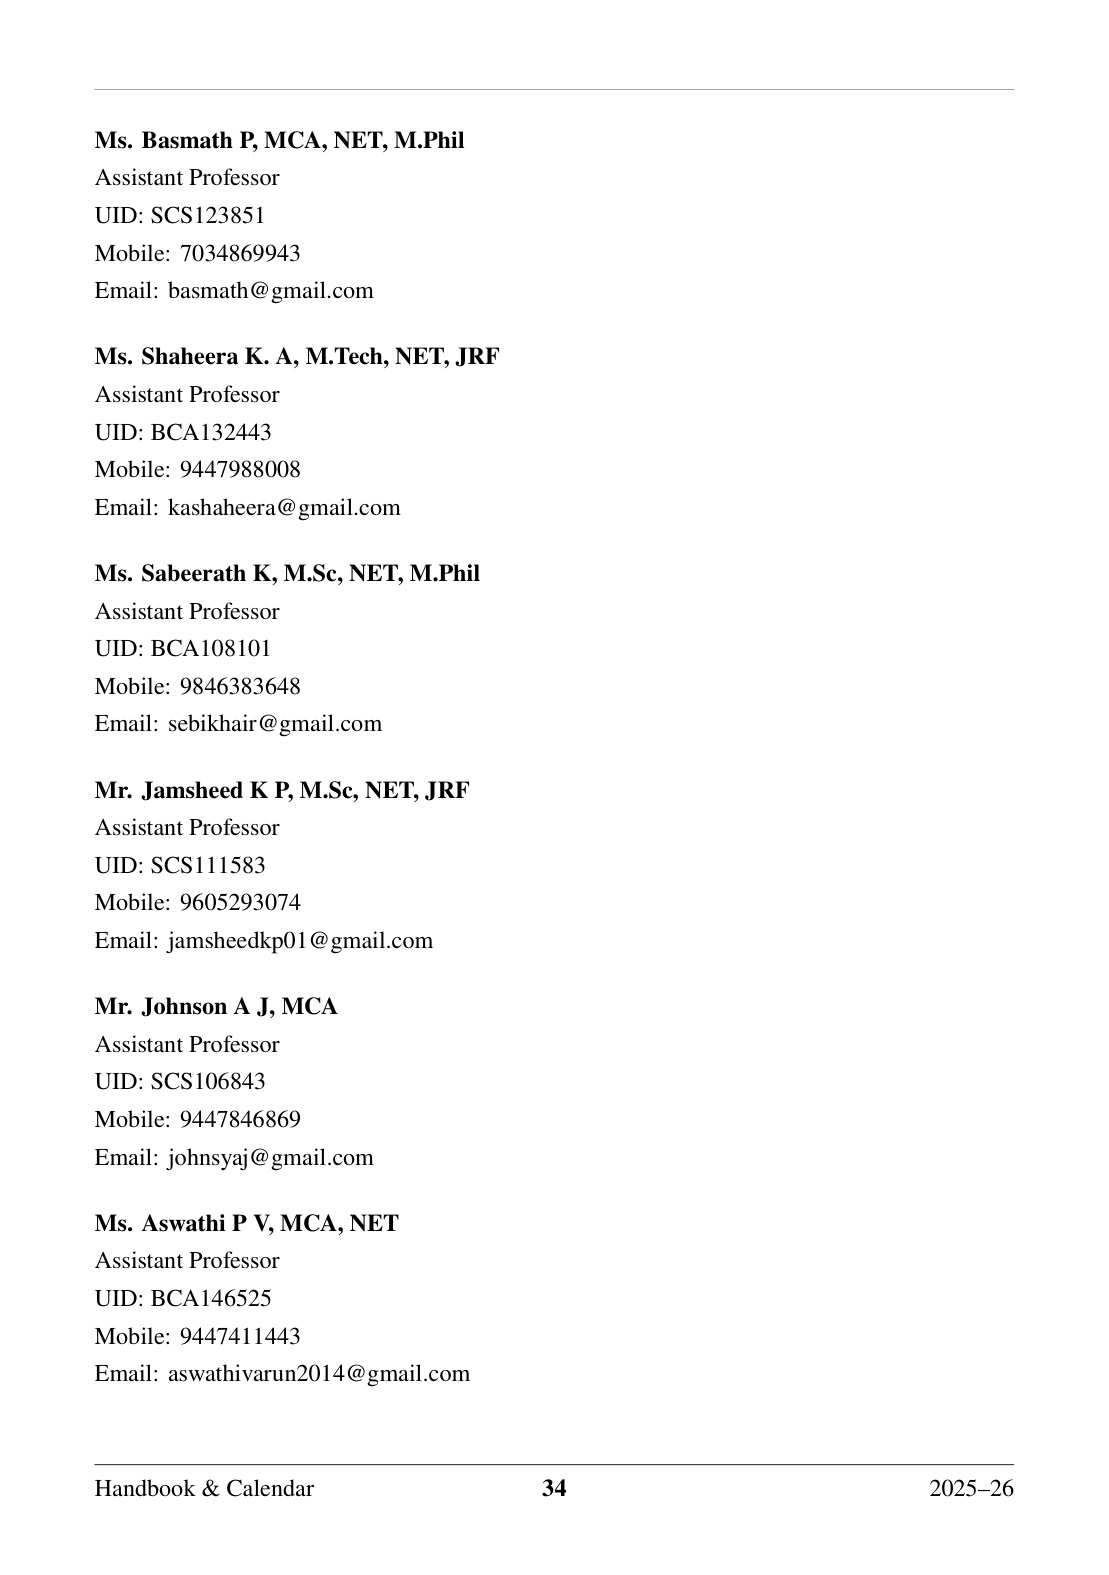 Ms. Basmath P, MCA, NET, M.Phil
Assistant Professor
UID: SCS123851
Mobile: 7034869943
Email: basmath@gmail.com
Ms. Shaheera K. A, M.Tech, NET, JRF
Assistant Professor
UID: BCA132443
Mobile: 9447988008
Email: kashaheera@gmail.com
Ms. Sabeerath K, M.Sc, NET, M.Phil
Assistant Professor
UID: BCA108101
Mobile: 9846383648
Email: sebikhair@gmail.com
Mr. Jamsheed K P, M.Sc, NET, JRF
Assistant Professor
UID: SCS111583
Mobile: 9605293074
Email: jamsheedkp01@gmail.com
Mr. Johnson A J, MCA
Assistant Professor
UID: SCS106843
Mobile: 9447846869
Email: johnsyaj@gmail.com
Ms. Aswathi P V, MCA, NET
Assistant Professor
UID: BCA146525
Mobile: 9447411443
Email: aswathivarun2014@gmail.com
Handbook & Calendar 34 2025–26